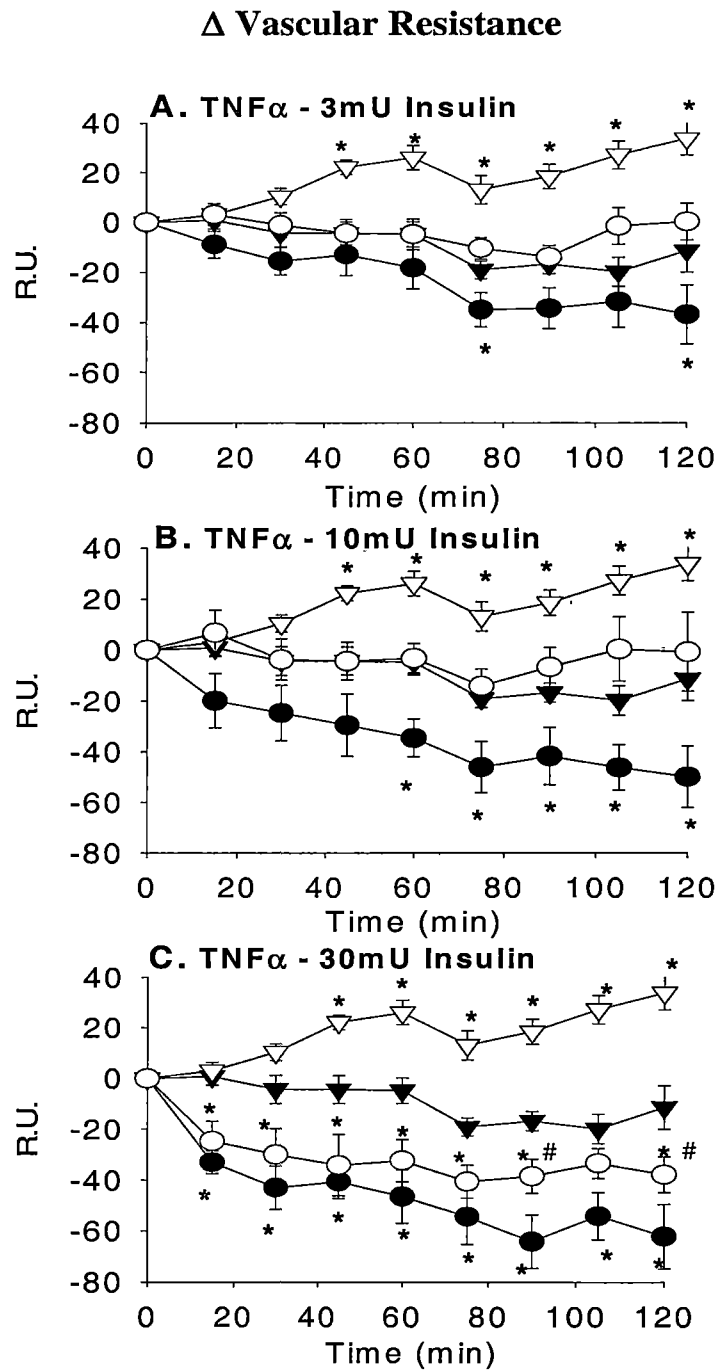 Δ Vascular Resistance
A. TNFα - 3mU Insulin
40
20
0
-20
-40
-60
-80
R.U.
* * * * * *
* *
0 20 40 60 80 100 120
Time (min)
B. TNFα - 10mU Insulin
40
20
0
-20
-40
-60
-80
R.U.
* * * * * *
* * * * *
0 20 40 60 80 100 120
Time (min)
C. TNFα - 30mU Insulin
40
20
0
-20
-40
-60
-80
R.U.
* * * * * *
* * * * * * # * #
* * * * * * * *
0 20 40 60 80 100 120
Time (min)